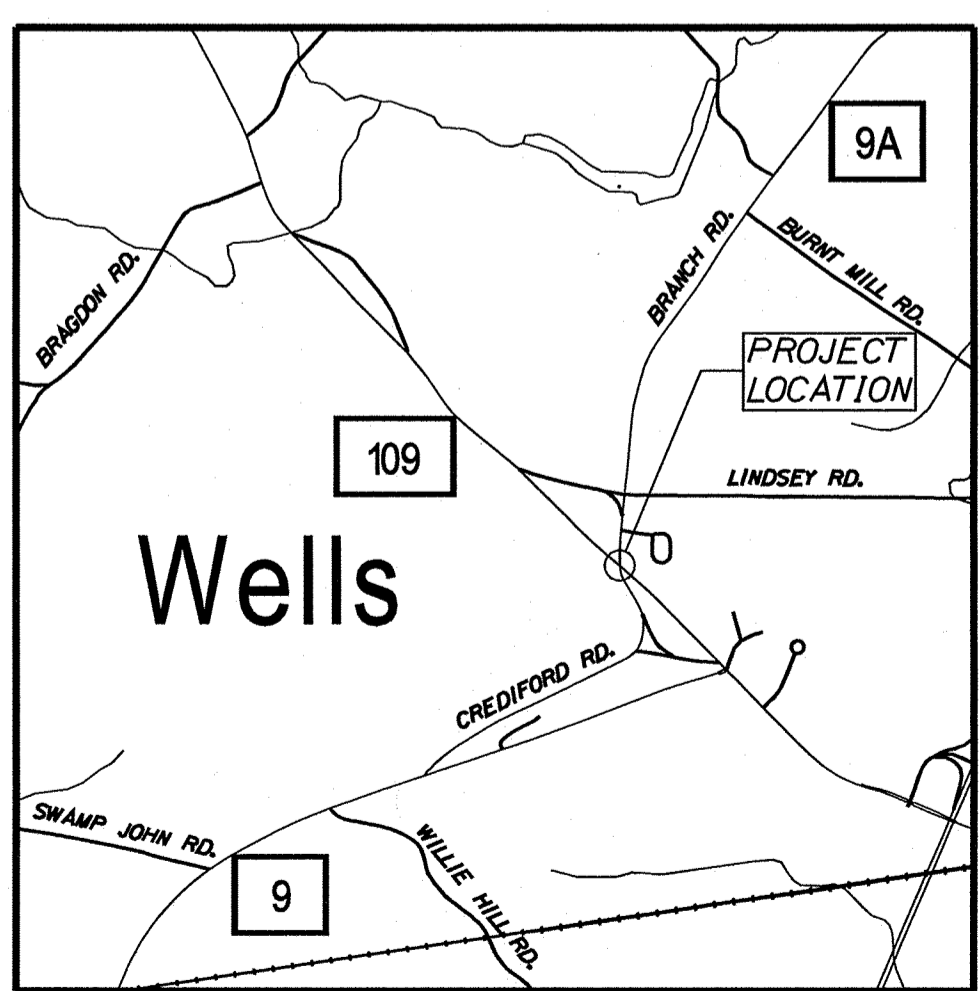 9A
BRANCH RD.
BURNT MILL RD.
BRAGDON RD.
PROJECT
LOCATION
109
LINDSEY RD.
Wells
CREDIFORD RD.
SWAMP JOHN RD.
WILLIE HILL RD.
9